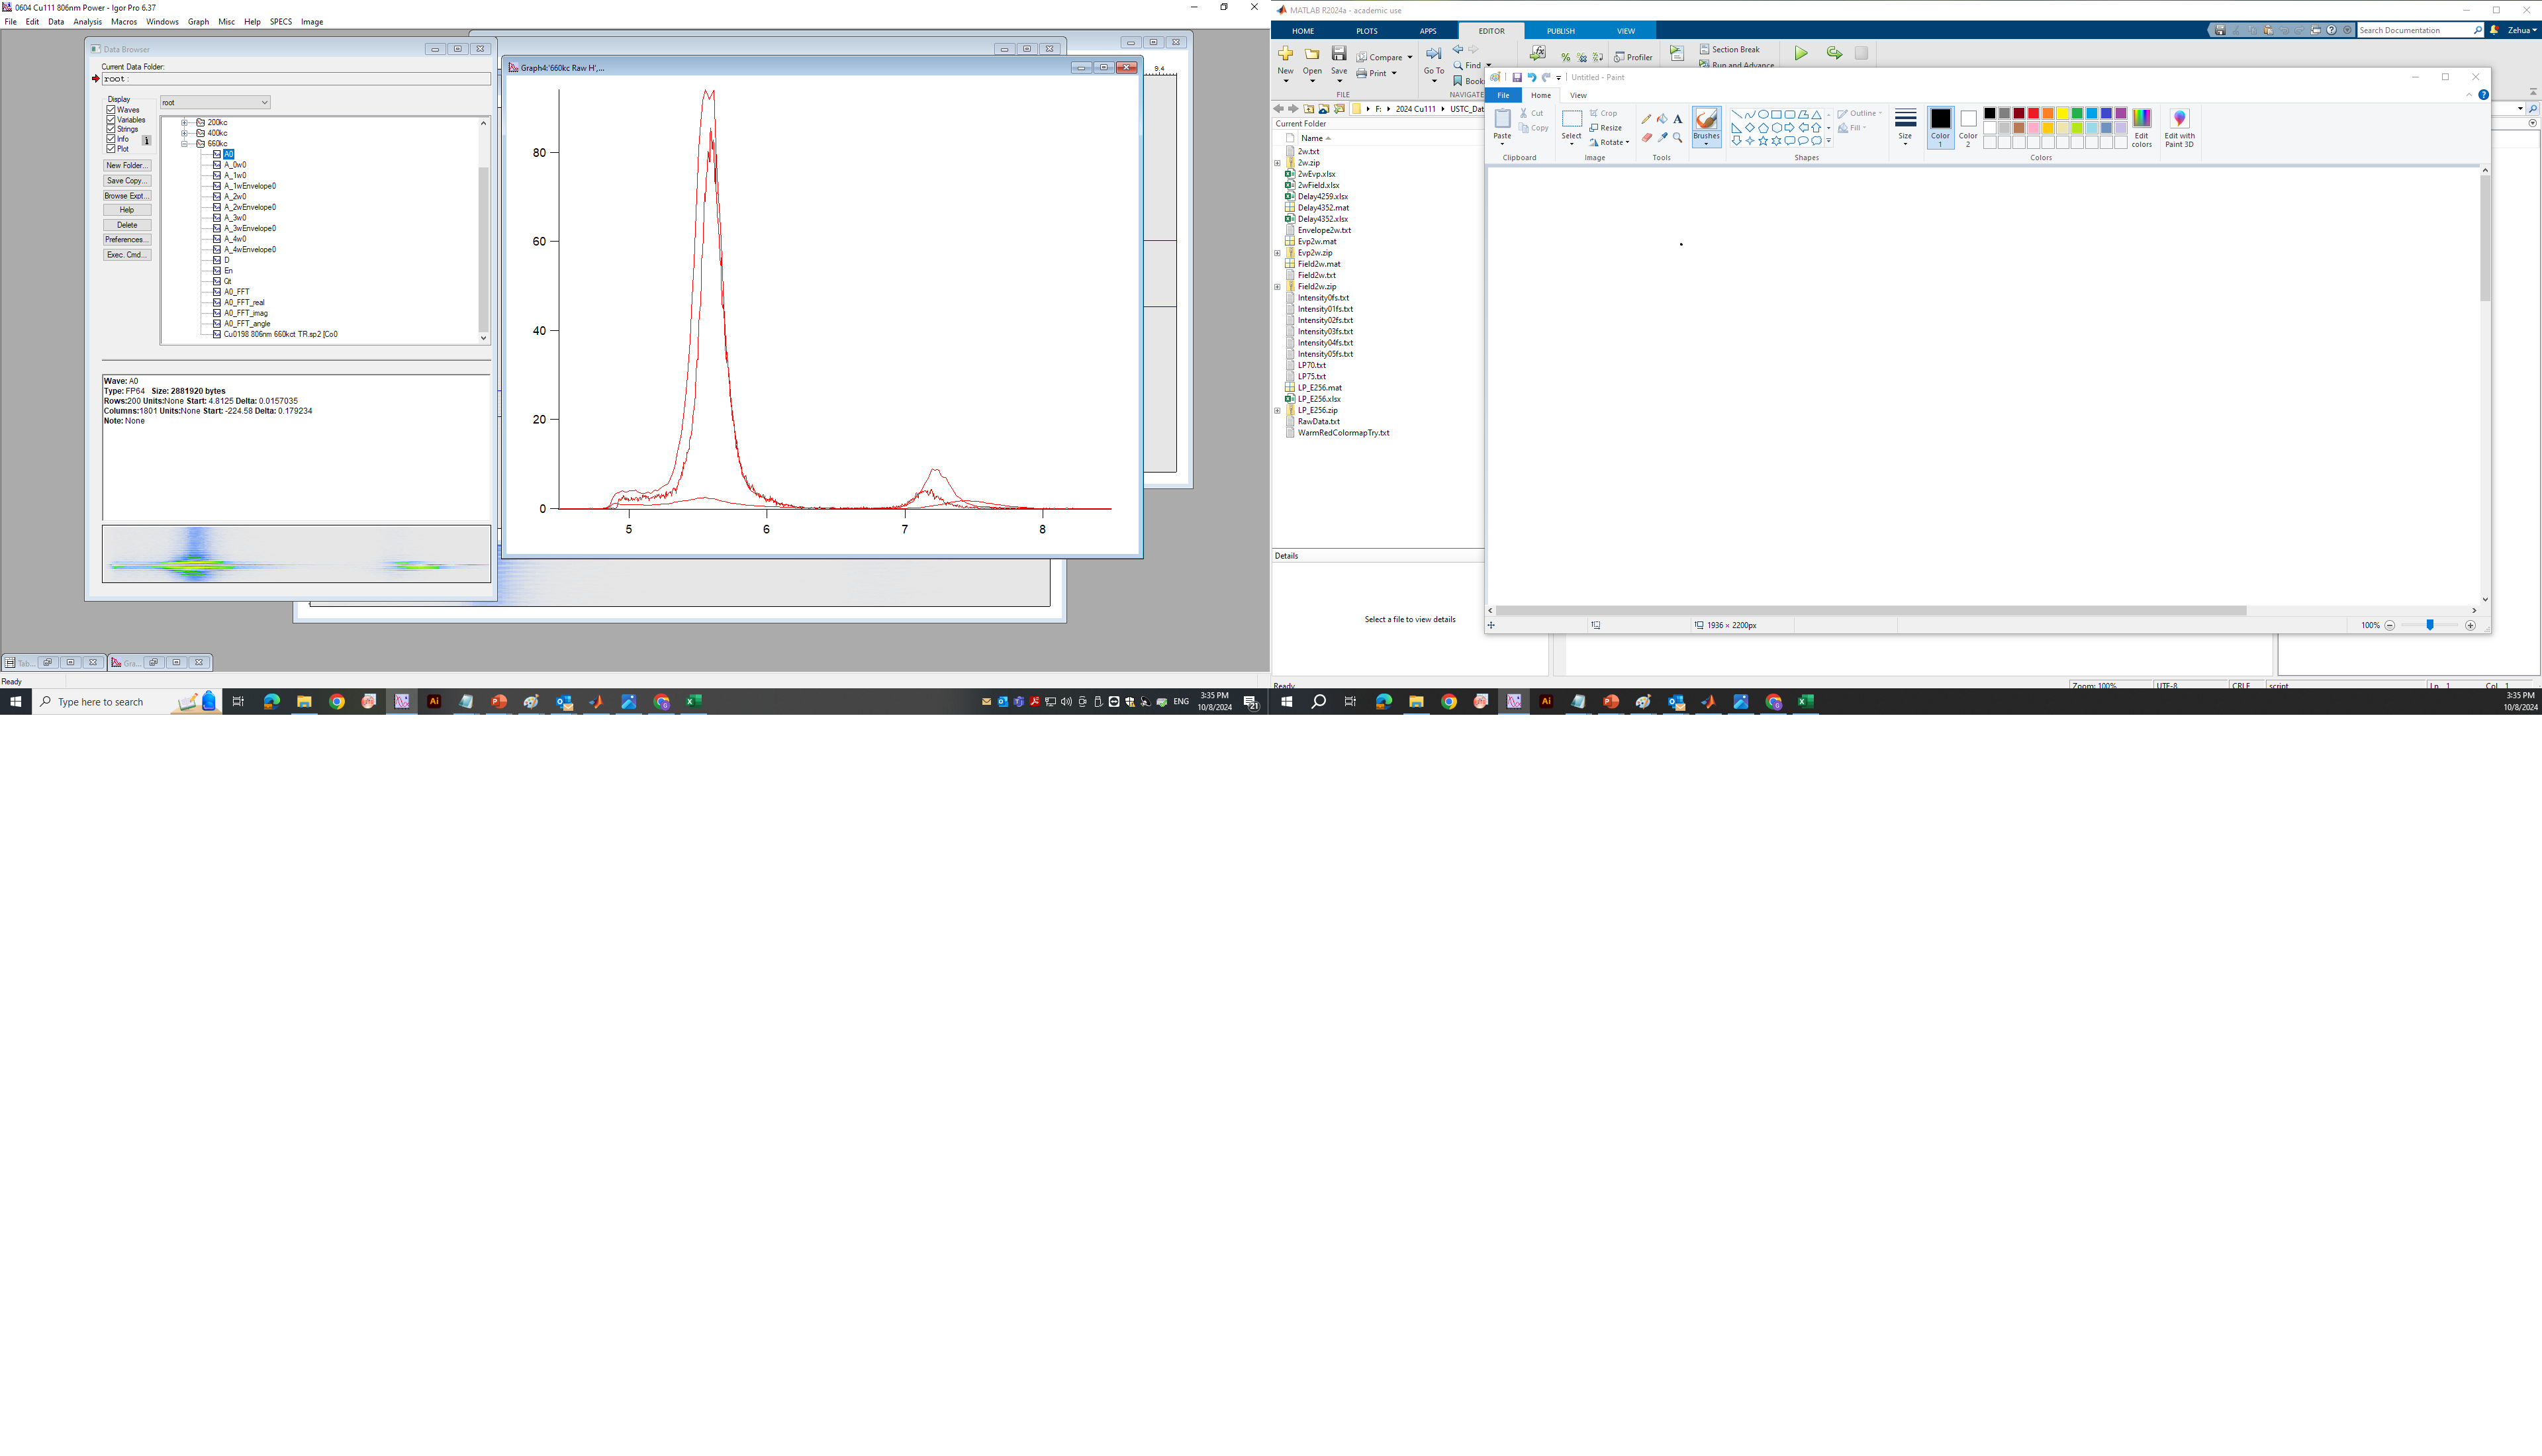 0604 Cu111 806nm Power - Igor Pro 6.37
File Edit Data Analysis Macros Windows Graph Misc Help SPECS Image
Data Browser
Current Data Folder:
root:
Display
Waves
Variables
Strings
Info
Plot
New Folder...
Save Copy...
Browse Expt...
Help
Delete
Preferences...
Exec. Cmd...
root
200kc
400kc
660kc
A0
A_0w0
A_1w0
A_1wEnvelope0
A_2w0
A_2wEnvelope0
A_3w0
A_3wEnvelope0
A_4w0
A_4wEnvelope0
D
En
Qt
A0_FFT
A0_FFT_real
A0_FFT_imag
A0_FFT_angle
Cu0198 806nm 660kct TR.sp2 [Co0
Wave: A0
Type: FP64 Size: 2881920 bytes
Rows:200 Units:None Start: 4.8125 Delta: 0.0157035
Columns:1801 Units:None Start: -224.58 Delta: 0.179234
Note: None
Graph4:'660kc Raw H',...
9.4
80
60
40
20
0
5 6 7 8
Tab...
Gra...
Ready
Type here to search
ENG
3:35 PM
10/8/2024
21
MATLAB R2024a - academic use
HOME PLOTS APPS EDITOR PUBLISH VIEW
Search Documentation
Zehua
New Open Save
Compare
Print
Go To
Find
FILE
Profiler
Section Break
Run and Advance
F: 2024 Cu111
Current Folder
Name
2w.txt
2w.zip
2wEvp.xlsx
2wField.xlsx
Delay4259.xlsx
Delay4352.mat
Delay4352.xlsx
Envelope2w.txt
Evp2w.mat
Evp2w.zip
Field2w.mat
Field2w.txt
Field2w.zip
Intensity0fs.txt
Intensity01fs.txt
Intensity02fs.txt
Intensity03fs.txt
Intensity04fs.txt
Intensity05fs.txt
LP70.txt
LP75.txt
LP_E256.mat
LP_E256.xlsx
LP_E256.zip
RawData.txt
WarmRedColormapTry.txt
Details
Select a file to view details
Untitled - Paint
File Home View
Paste
Cut
Copy
Clipboard
Select
Crop
Resize
Rotate
Image
Tools
Brushes
Shapes
Outline
Fill
Size
Color 1
Color 2
Colors
Edit colors
Edit with Paint 3D
1936 × 2200px
100%
Ready
Zoom: 100%
UTF-8
CRLF
script
Ln 1
Col 1
3:35 PM
10/8/2024